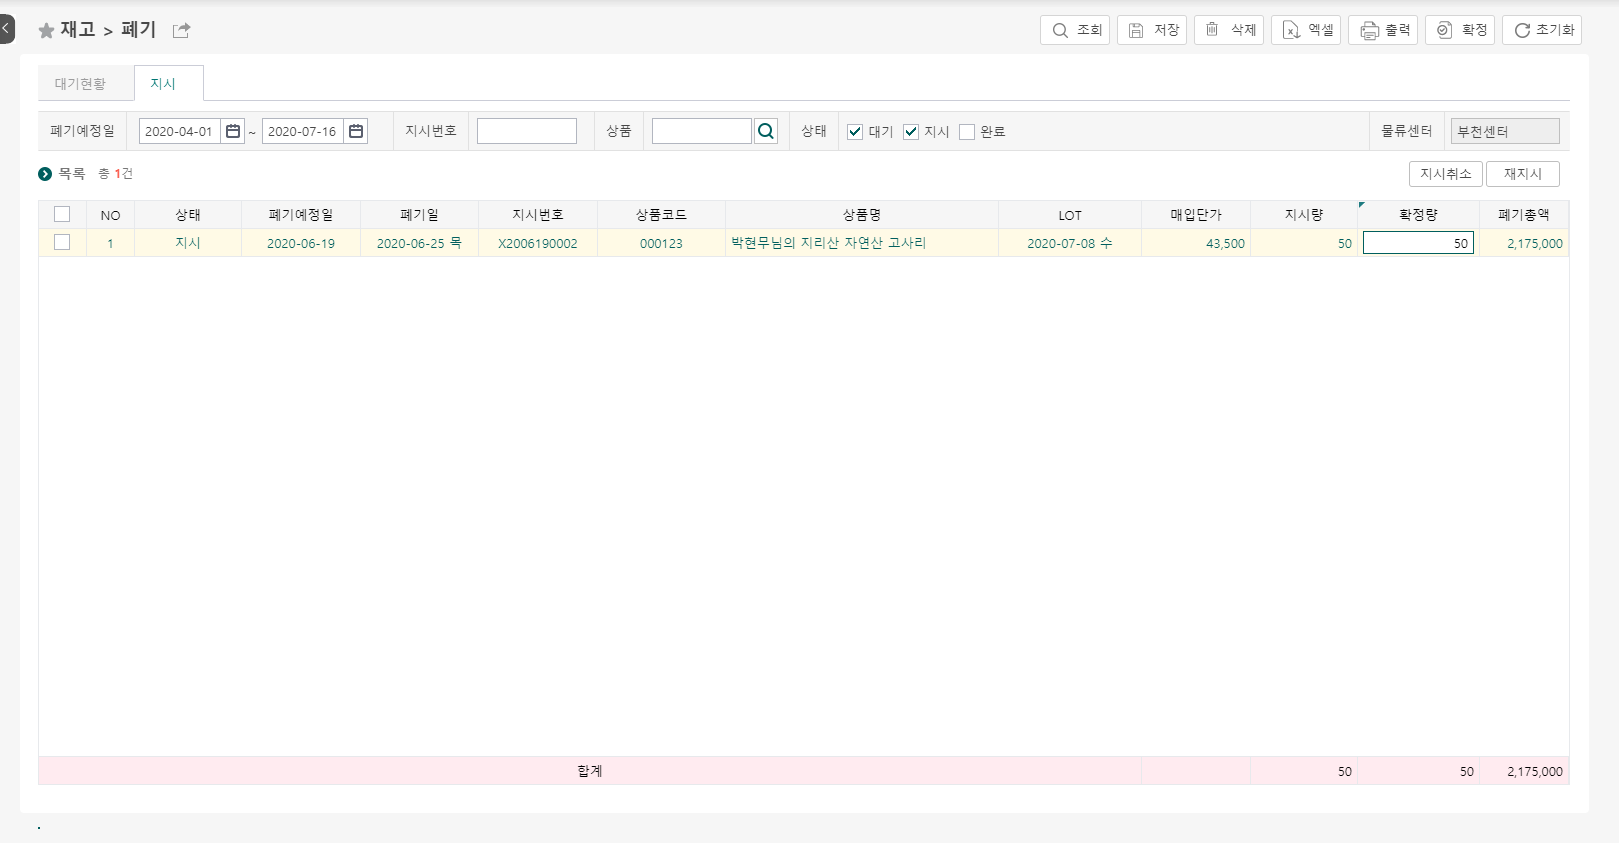 재고 > 폐기
조회 저장 삭제 엑셀 출력 확정 초기화
대기현황 지시
폐기예정일 2020-04-01 ~ 2020-07-16 지시번호 상품 상태 대기 지시 완료 물류센터 부천센터
목록 총 1건 지시취소 재지시
NO 상태 폐기예정일 폐기일 지시번호 상품코드 상품명 LOT 매입단가 지시량 확정량 폐기총액
1 지시 2020-06-19 2020-06-25 목 X2006190002 000123 박현무님의 지리산 자연산 고사리 2020-07-08 수 43,500 50 50 2,175,000
합계 50 50 2,175,000